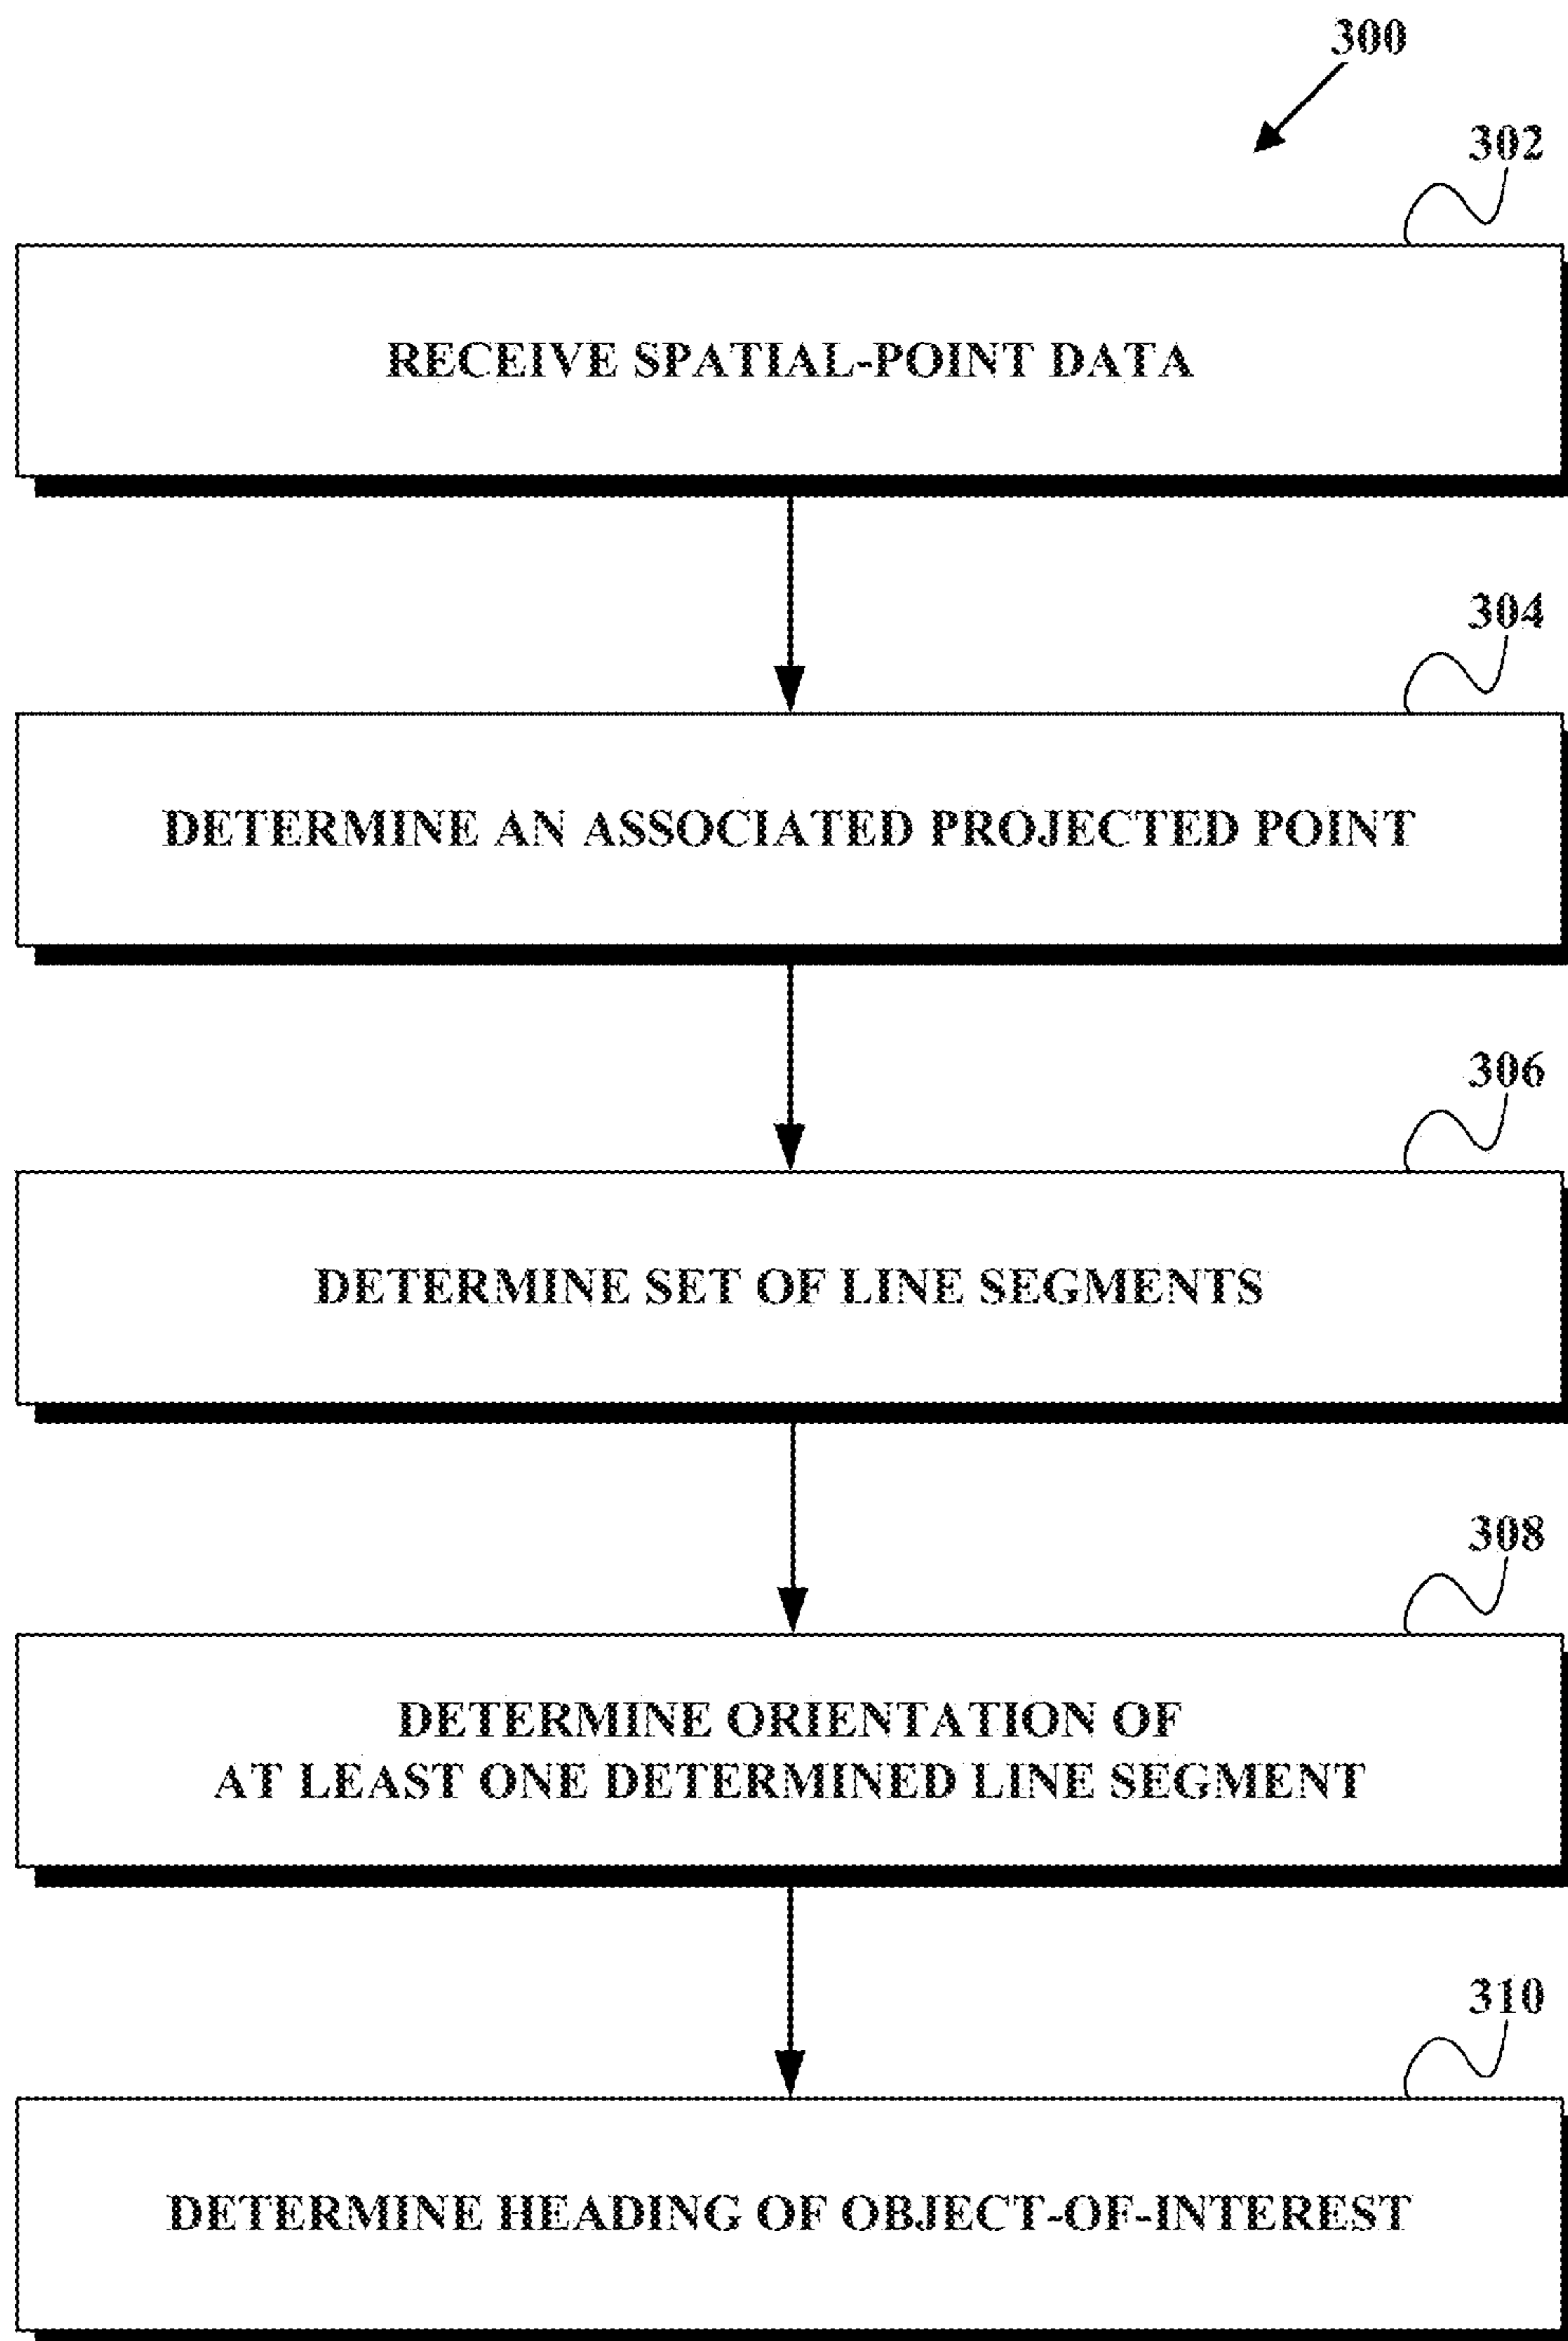 300
302
RECEIVE SPATIAL-POINT DATA
304
DETERMINE AN ASSOCIATED PROJECTED POINT
306
DETERMINE SET OF LINE SEGMENTS
308
DETERMINE ORIENTATION OF
AT LEAST ONE DETERMINED LINE SEGMENT
310
DETERMINE HEADING OF OBJECT-OF-INTEREST